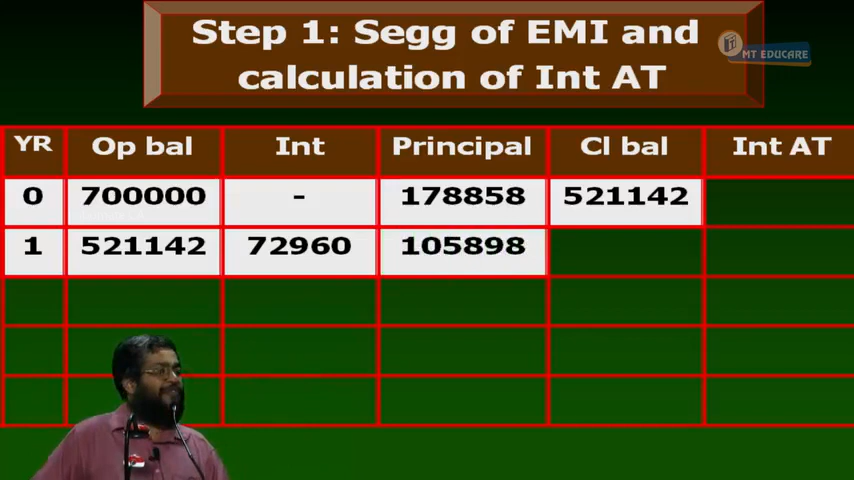 Step 1: Segg of EMI and
calculation of Int AT
MT EDUCARE
YR Op bal Int Principal Cl bal Int AT
0 700000 - 178858 521142
1 521142 72960 105898